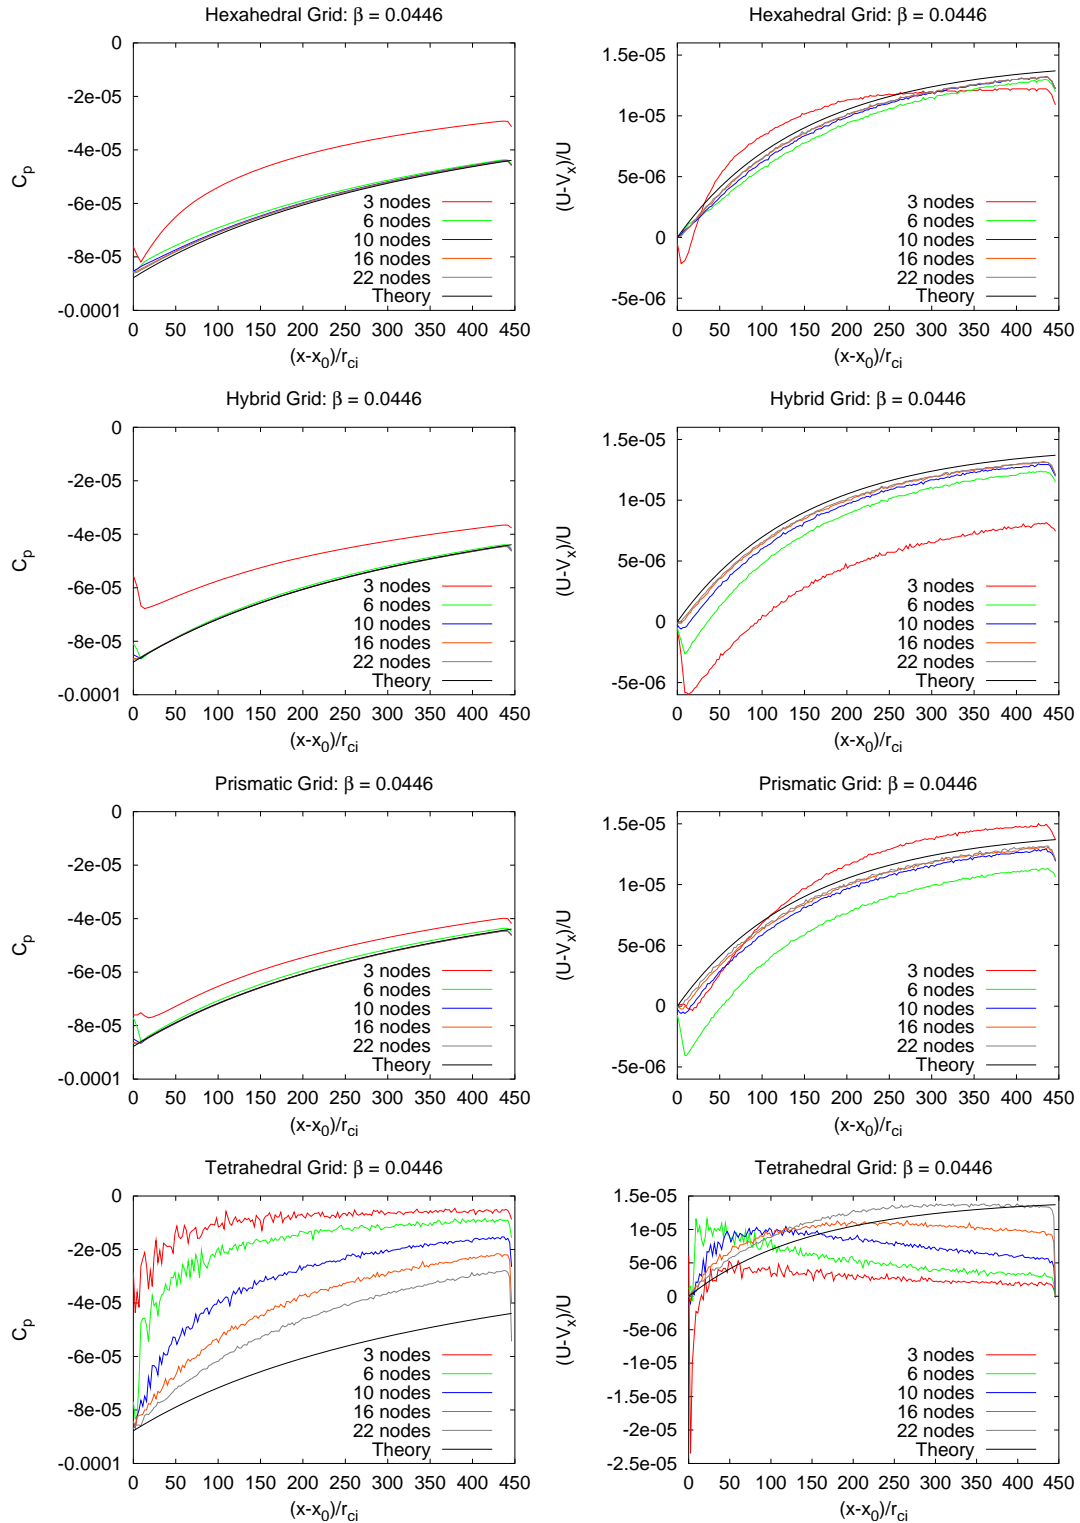 Hexahedral Grid: β = 0.0446
0
-2e-05
-4e-05
-6e-05
-8e-05
-0.0001
C_p
3 nodes
6 nodes
10 nodes
16 nodes
22 nodes
Theory
0 50 100 150 200 250 300 350 400 450
(x-x_0)/r_ci
Hexahedral Grid: β = 0.0446
1.5e-05
1e-05
5e-06
0
-5e-06
(U-V_x)/U
3 nodes
6 nodes
10 nodes
16 nodes
22 nodes
Theory
0 50 100 150 200 250 300 350 400 450
(x-x_0)/r_ci
Hybrid Grid: β = 0.0446
0
-2e-05
-4e-05
-6e-05
-8e-05
-0.0001
C_p
3 nodes
6 nodes
10 nodes
16 nodes
22 nodes
Theory
0 50 100 150 200 250 300 350 400 450
(x-x_0)/r_ci
Hybrid Grid: β = 0.0446
1.5e-05
1e-05
5e-06
0
-5e-06
(U-V_x)/U
3 nodes
6 nodes
10 nodes
16 nodes
22 nodes
Theory
0 50 100 150 200 250 300 350 400 450
(x-x_0)/r_ci
Prismatic Grid: β = 0.0446
0
-2e-05
-4e-05
-6e-05
-8e-05
-0.0001
C_p
3 nodes
6 nodes
10 nodes
16 nodes
22 nodes
Theory
0 50 100 150 200 250 300 350 400 450
(x-x_0)/r_ci
Prismatic Grid: β = 0.0446
1.5e-05
1e-05
5e-06
0
-5e-06
(U-V_x)/U
3 nodes
6 nodes
10 nodes
16 nodes
22 nodes
Theory
0 50 100 150 200 250 300 350 400 450
(x-x_0)/r_ci
Tetrahedral Grid: β = 0.0446
0
-2e-05
-4e-05
-6e-05
-8e-05
-0.0001
C_p
3 nodes
6 nodes
10 nodes
16 nodes
22 nodes
Theory
0 50 100 150 200 250 300 350 400 450
(x-x_0)/r_ci
Tetrahedral Grid: β = 0.0446
1.5e-05
1e-05
5e-06
0
-5e-06
-1e-05
-1.5e-05
-2e-05
-2.5e-05
(U-V_x)/U
3 nodes
6 nodes
10 nodes
16 nodes
22 nodes
Theory
0 50 100 150 200 250 300 350 400 450
(x-x_0)/r_ci